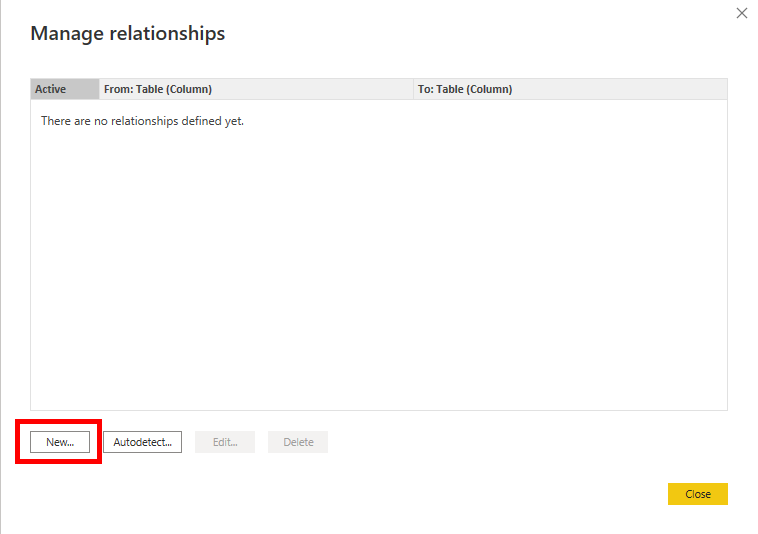 Manage relationships
Active From: Table (Column) To: Table (Column)
There are no relationships defined yet.
New... Autodetect... Edit... Delete
Close